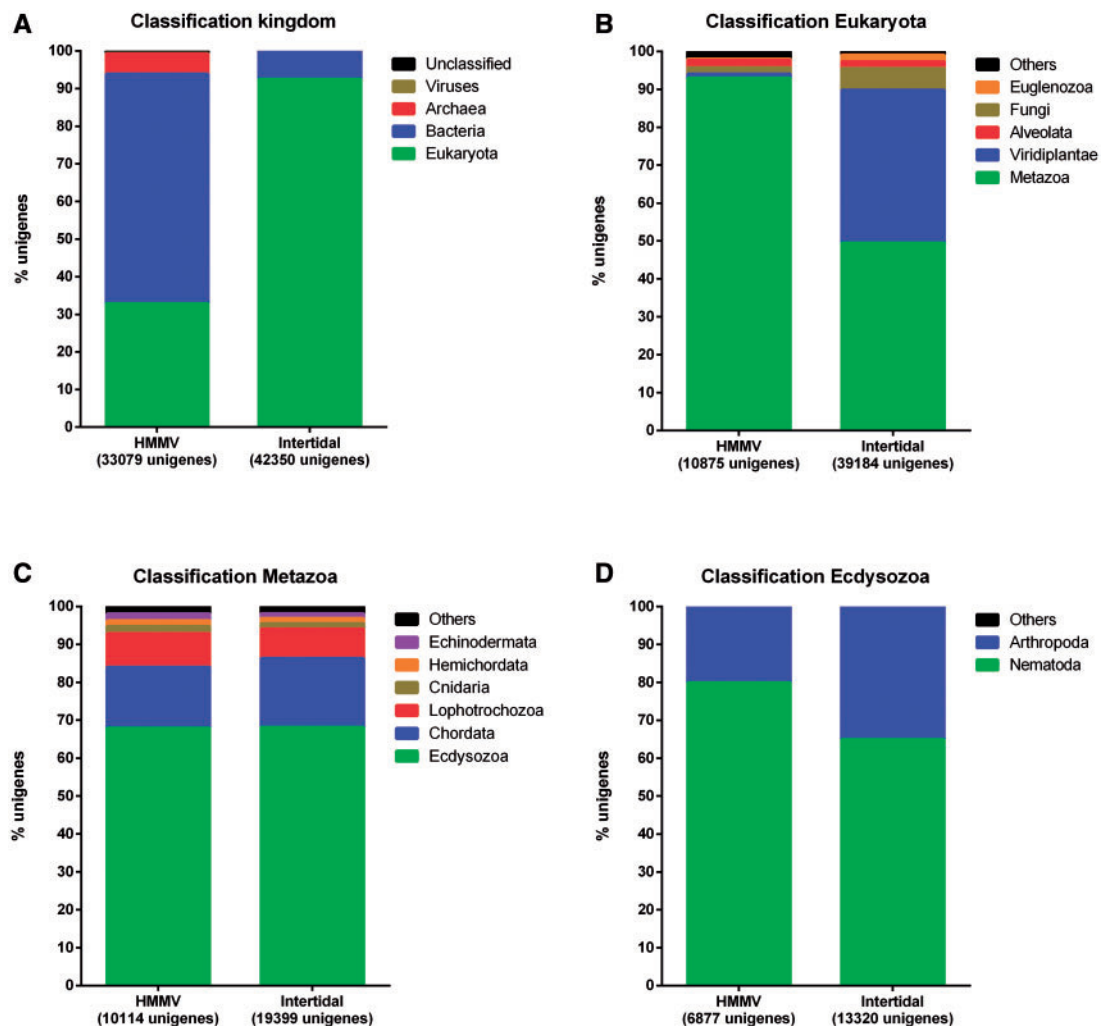 A
Classification kingdom
% unigenes
100
90
80
70
60
50
40
30
20
10
0
HMMV
(33079 unigenes)
Intertidal
(42350 unigenes)
Unclassified
Viruses
Archaea
Bacteria
Eukaryota
B
Classification Eukaryota
% unigenes
100
90
80
70
60
50
40
30
20
10
0
HMMV
(10875 unigenes)
Intertidal
(39184 unigenes)
Others
Euglenozoa
Fungi
Alveolata
Viridiplantae
Metazoa
C
Classification Metazoa
% unigenes
100
90
80
70
60
50
40
30
20
10
0
HMMV
(10114 unigenes)
Intertidal
(19399 unigenes)
Others
Echinodermata
Hemichordata
Cnidaria
Lophotrochozoa
Chordata
Ecdysozoa
D
Classification Ecdysozoa
% unigenes
100
90
80
70
60
50
40
30
20
10
0
HMMV
(6877 unigenes)
Intertidal
(13320 unigenes)
Others
Arthropoda
Nematoda